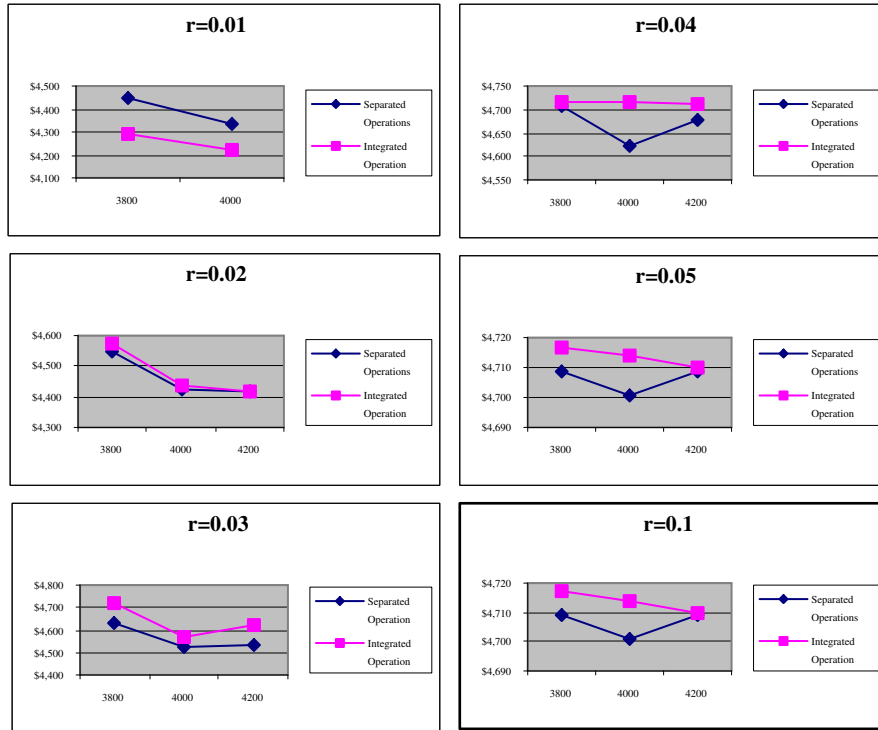 r=0.01
$4,500
$4,400
$4,300
$4,200
$4,100
3800 4000
Separated
Operations
Integrated
Operation
r=0.04
$4,750
$4,700
$4,650
$4,600
$4,550
3800 4000 4200
Separated
Operations
Integrated
Operation
r=0.02
$4,600
$4,500
$4,400
$4,300
3800 4000 4200
Separated
Operations
Integrated
Operation
r=0.05
$4,720
$4,710
$4,700
$4,690
3800 4000 4200
Separated
Operations
Integrated
Operation
r=0.03
$4,800
$4,700
$4,600
$4,500
$4,400
3800 4000 4200
Separated
Operation
Integrated
Operation
r=0.1
$4,720
$4,710
$4,700
$4,690
3800 4000 4200
Separated
Operations
Integrated
Operation